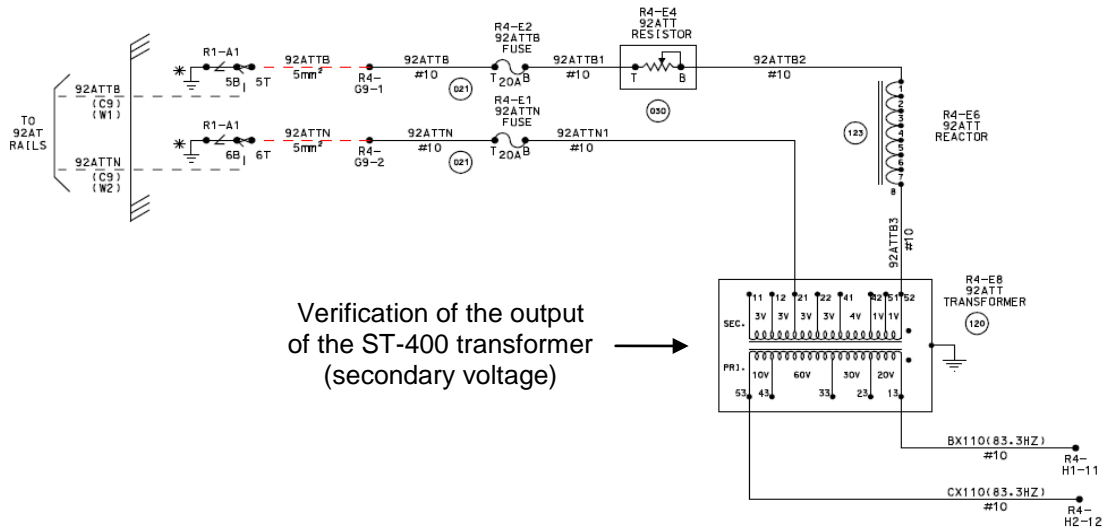 R4-E4
92ATT
RESISTOR
R4-E2
92ATTB
FUSE
R1-A1
92ATTB
5mm²
92ATTB
#10
92ATTB1
#10
92ATTB2
#10
*
5B
5T
I
R4-
G9-1
021
T
20A
B
T
B
030
92ATTB
(C9)
(W1)
TO
92AT
RAILS
R4-E1
92ATTN
FUSE
R1-A1
92ATTN
5mm²
92ATTN
#10
92ATTN1
#10
*
6B
6T
I
R4-
G9-2
021
T
20A
B
92ATTN
(C9)
(W2)
123
1
2
3
4
5
6
7
8
R4-E6
92ATT
REACTOR
92ATTB3
#10
R4-E8
92ATT
TRANSFORMER
120
Verification of the output
of the ST-400 transformer
(secondary voltage)
11
12
21
22
41
42
51
52
3V
3V
3V
3V
4V
1V
1V
SEC.
PRI.
10V
60V
30V
20V
53
43
33
23
13
BX110(83.3HZ)
#10
R4-
H1-11
CX110(83.3HZ)
#10
R4-
H2-12